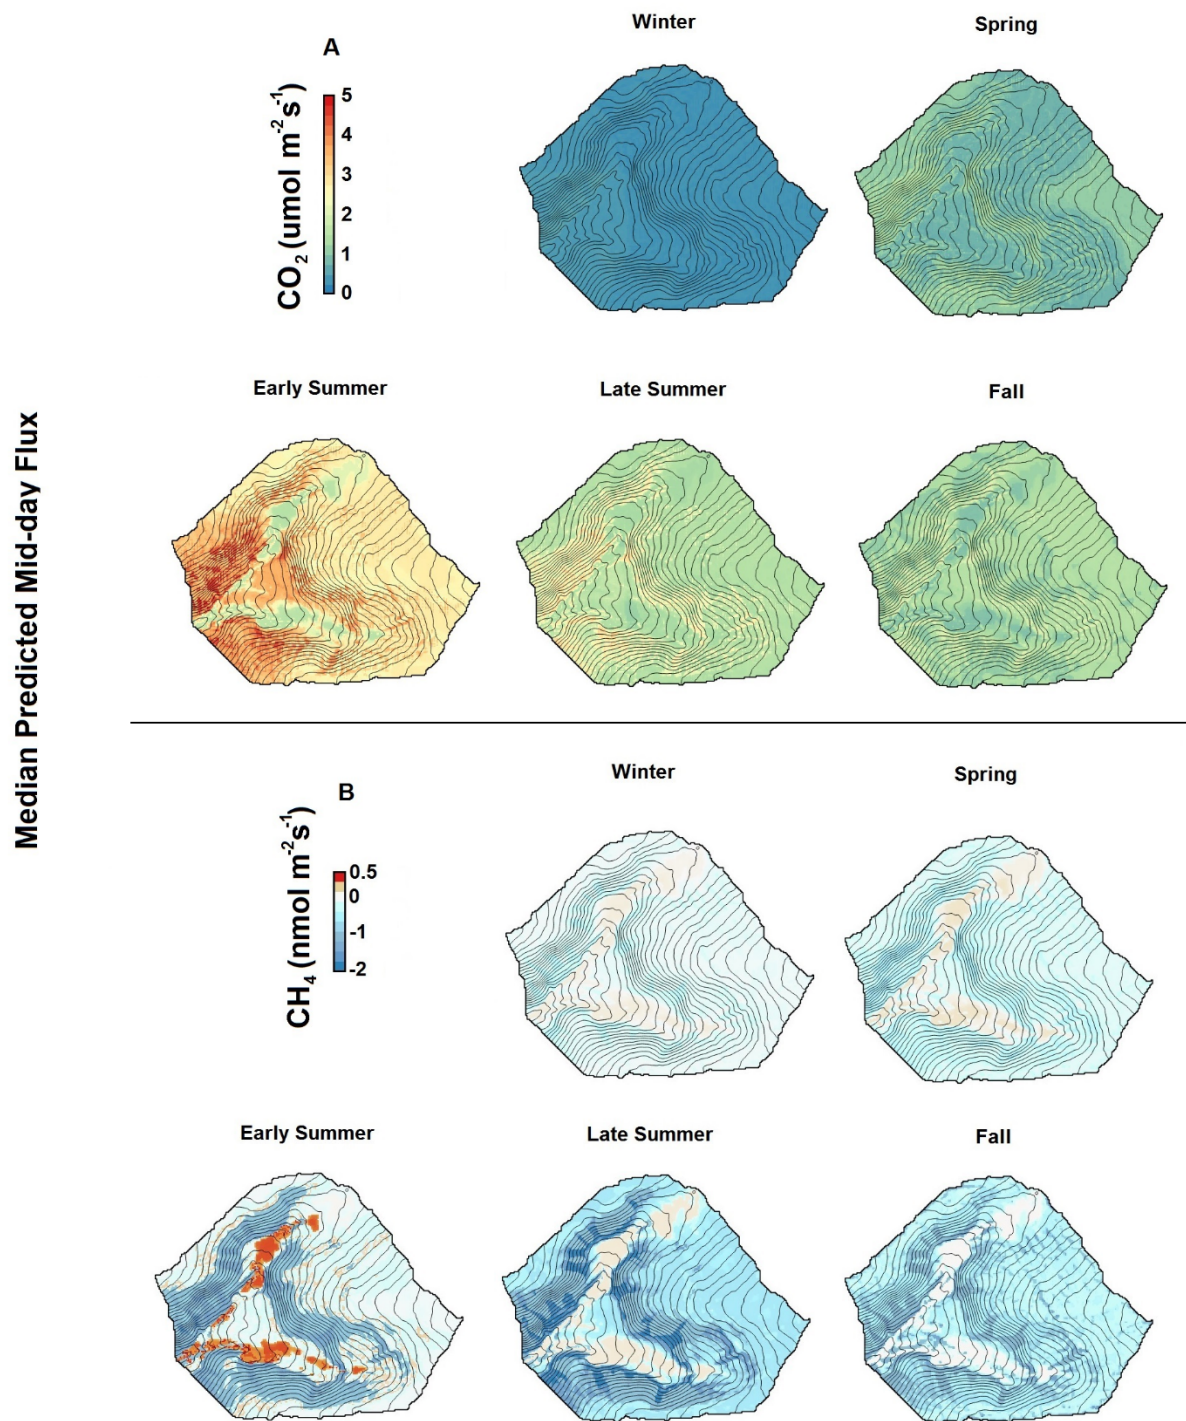 Median Predicted Mid-day Flux
A
Winter
Spring
CO2 (umol m-2s-1)
5
4
3
2
1
0
Early Summer
Late Summer
Fall
B
Winter
Spring
CH4 (nmol m-2s-1)
0.5
0
-1
-2
Early Summer
Late Summer
Fall